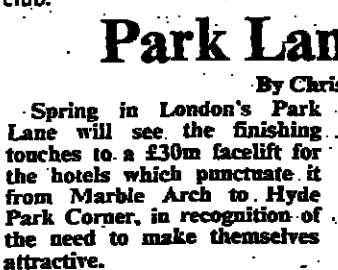 club.
Park Lan
By Chris
Spring in London's Park
Lane will see the finishing
touches to a £30m facelift for
the hotels which punctuate it
from Marble Arch to Hyde
Park Corner, in recognition of
the need to make themselves
attractive.